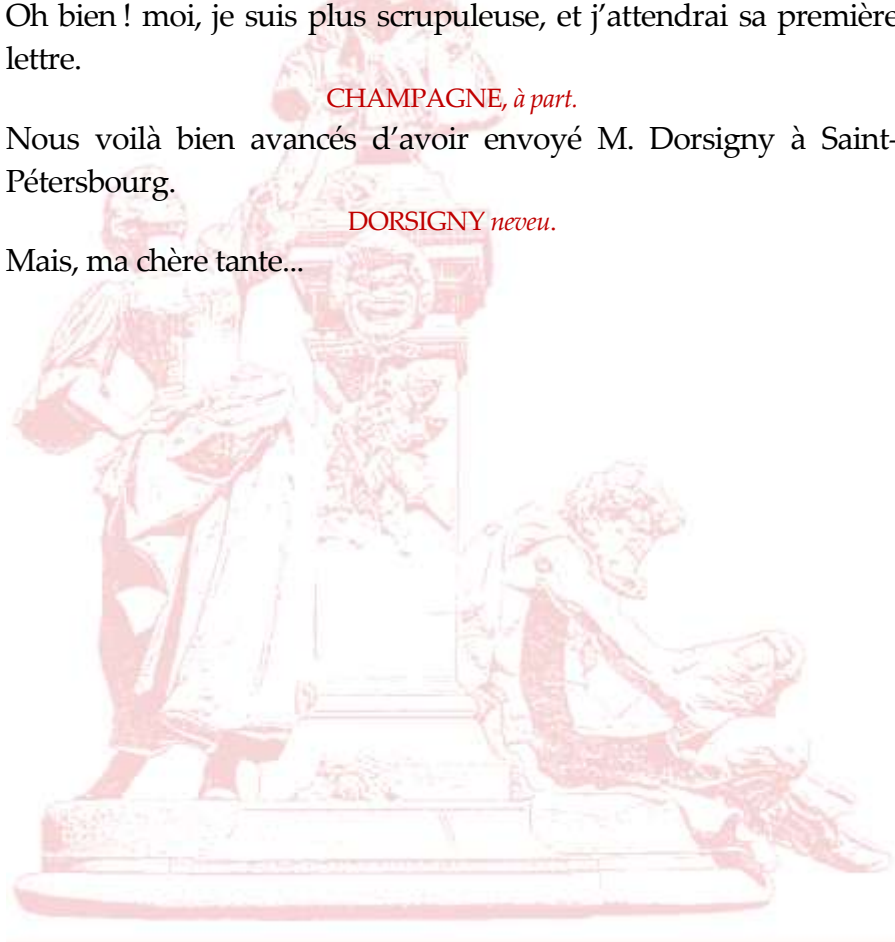 Oh bien ! moi, je suis plus scrupuleuse, et j’attendrai sa première
lettre.
CHAMPAGNE, à part.
Nous voilà bien avancés d’avoir envoyé M. Dorsigny à Saint-
Pétersbourg.
DORSIGNY neveu.
Mais, ma chère tante...